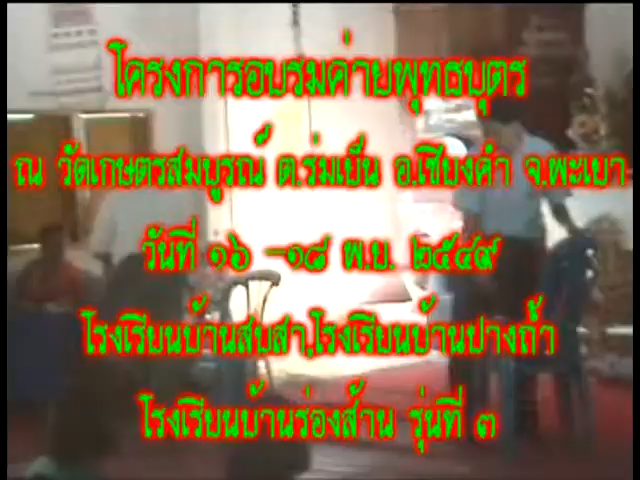 โครงการอบรมค่ายพุทธบุตร
ณ วัดเกษตรสมบูรณ์ ต.ร่มเย็น อ.เชียงคำ จ.พะเยา
วันที่ ๑๖ -๑๘ พ.ย. ๒๕๔๙
โรงเรียนบ้านสบสา,โรงเรียนบ้านปางถ้ำ
โรงเรียนบ้านร่องส้าน รุ่นที่ ๓